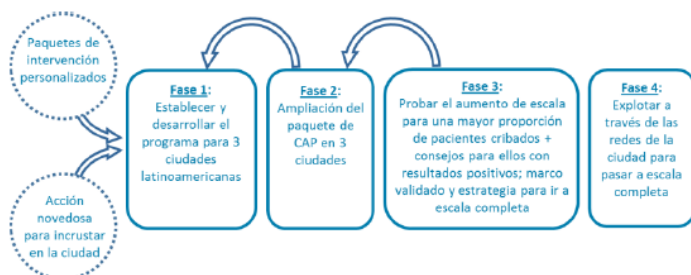 Paquetes de
intervención
personalizados
Acción
novedosa
para incrustar
en la ciudad
Fase 1:
Establecer y
desarrollar el
programa para 3
ciudades
latinoamericanas
Fase 2:
Ampliación del
paquete de
CAP en 3
ciudades
Fase 3:
Probar el aumento de escala
para una mayor proporción
de pacientes cribados +
consejos para ellos con
resultados positivos; marco
validado y estrategia para ir a
escala completa
Fase 4:
Explotar a
través de las
redes de la
ciudad para
pasar a escala
completa